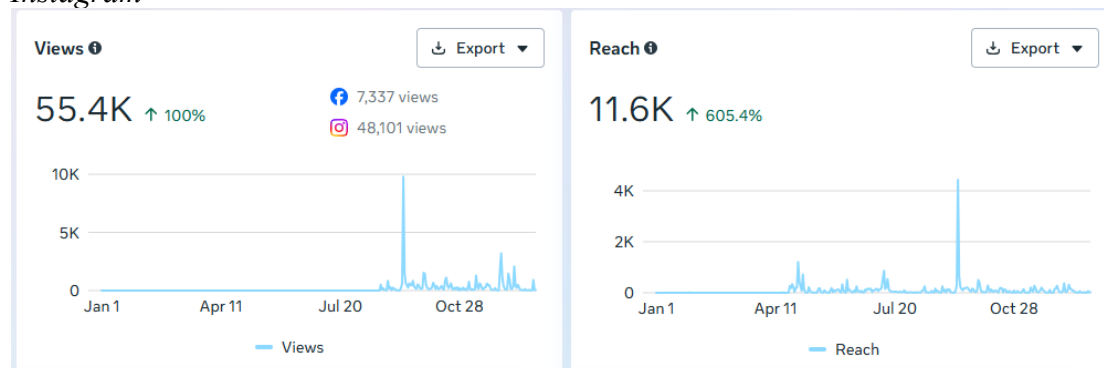 Instagram
Views
Export
55.4K ↑ 100%
7,337 views
48,101 views
10K
5K
0
Jan 1 Apr 11 Jul 20 Oct 28
Views
Reach
Export
11.6K ↑ 605.4%
4K
2K
0
Jan 1 Apr 11 Jul 20 Oct 28
Reach